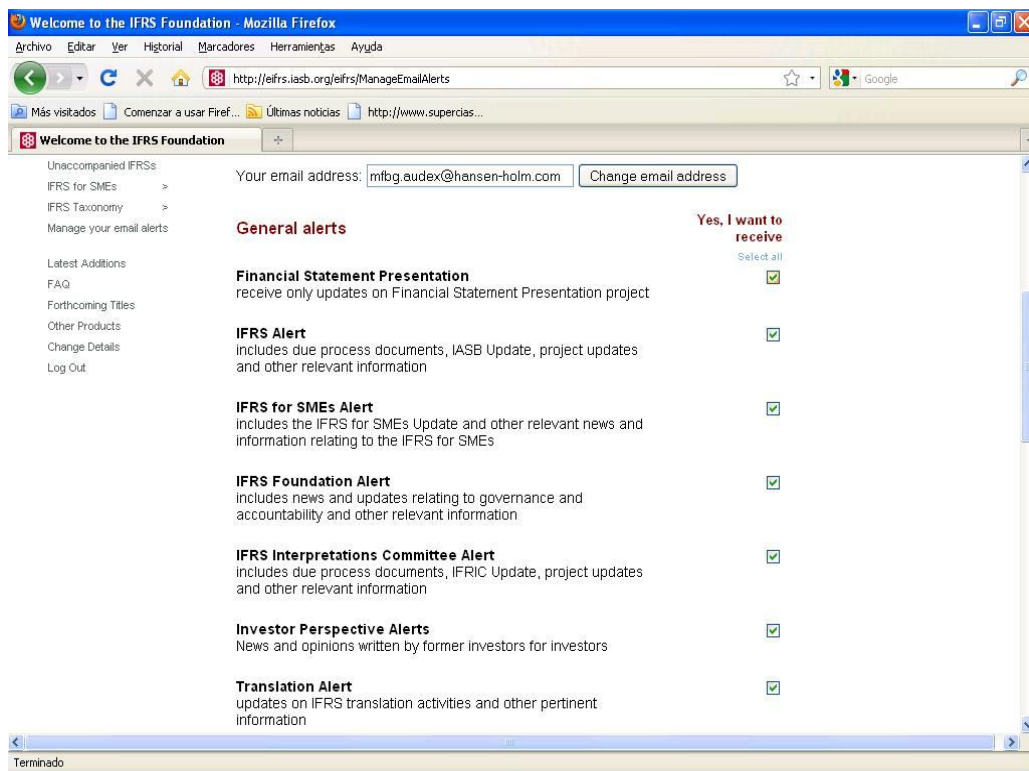 Welcome to the IFRS Foundation - Mozilla Firefox
Archivo Editar Ver Historial Marcadores Herramientas Ayuda
http://eifrs.iasb.org/eifrs/ManageEmailAlerts
Google
Más visitados Comenzar a usar Firef... Últimas noticias http://www.supercias...
Welcome to the IFRS Foundation
Unaccompanied IFRSs
IFRS for SMEs >
IFRS Taxonomy >
Manage your email alerts
Latest Additions
FAQ
Forthcoming Titles
Other Products
Change Details
Log Out
Your email address: mfbg.audex@hansen-holm.com Change email address
General alerts
Yes, I want to
receive
Select all
Financial Statement Presentation
receive only updates on Financial Statement Presentation project
IFRS Alert
includes due process documents, IASB Update, project updates
and other relevant information
IFRS for SMEs Alert
includes the IFRS for SMEs Update and other relevant news and
information relating to the IFRS for SMEs
IFRS Foundation Alert
includes news and updates relating to governance and
accountability and other relevant information
IFRS Interpretations Committee Alert
includes due process documents, IFRIC Update, project updates
and other relevant information
Investor Perspective Alerts
News and opinions written by former investors for investors
Translation Alert
updates on IFRS translation activities and other pertinent
information
Terminado